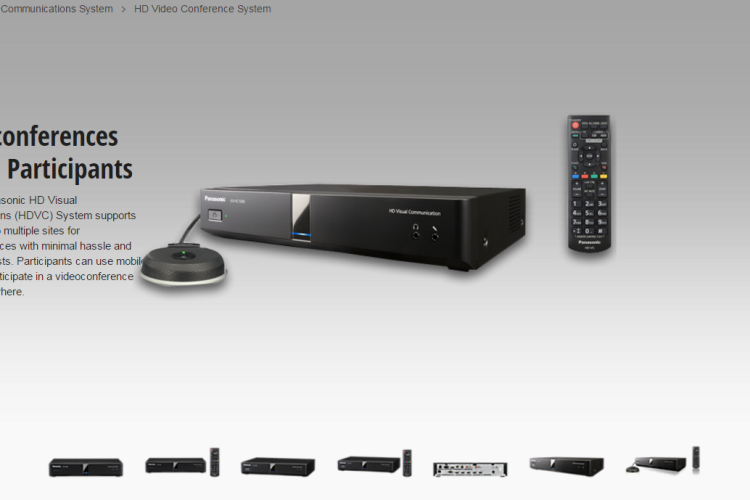 Communications System > HD Video Conference System
conferences
Participants
asonic HD Visual
ns (HDVC) System supports
o multiple sites for
ces with minimal hassle and
sts. Participants can use mobile
ticipate in a videoconference
here.
Panasonic
HD Visual Communication
Panasonic